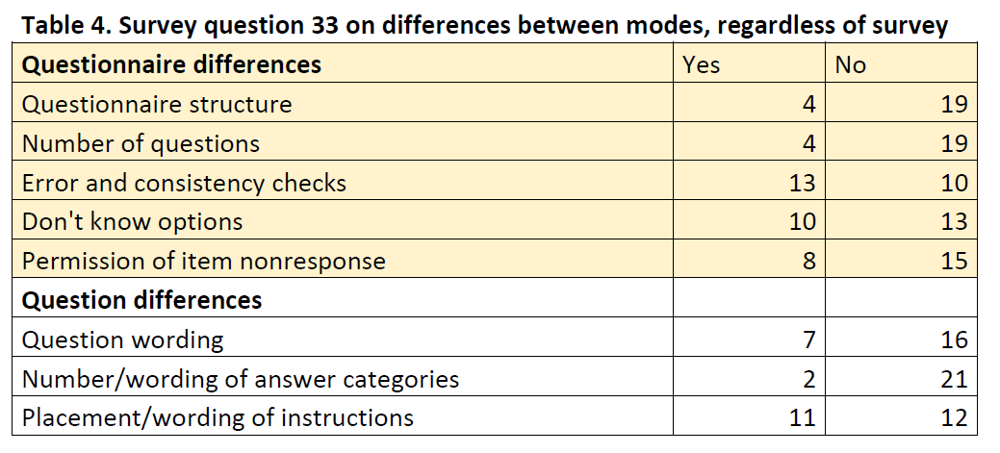 Table 4. Survey question 33 on differences between modes, regardless of survey
Questionnaire differences Yes No
Questionnaire structure 4 19
Number of questions 4 19
Error and consistency checks 13 10
Don't know options 10 13
Permission of item nonresponse 8 15
Question differences
Question wording 7 16
Number/wording of answer categories 2 21
Placement/wording of instructions 11 12